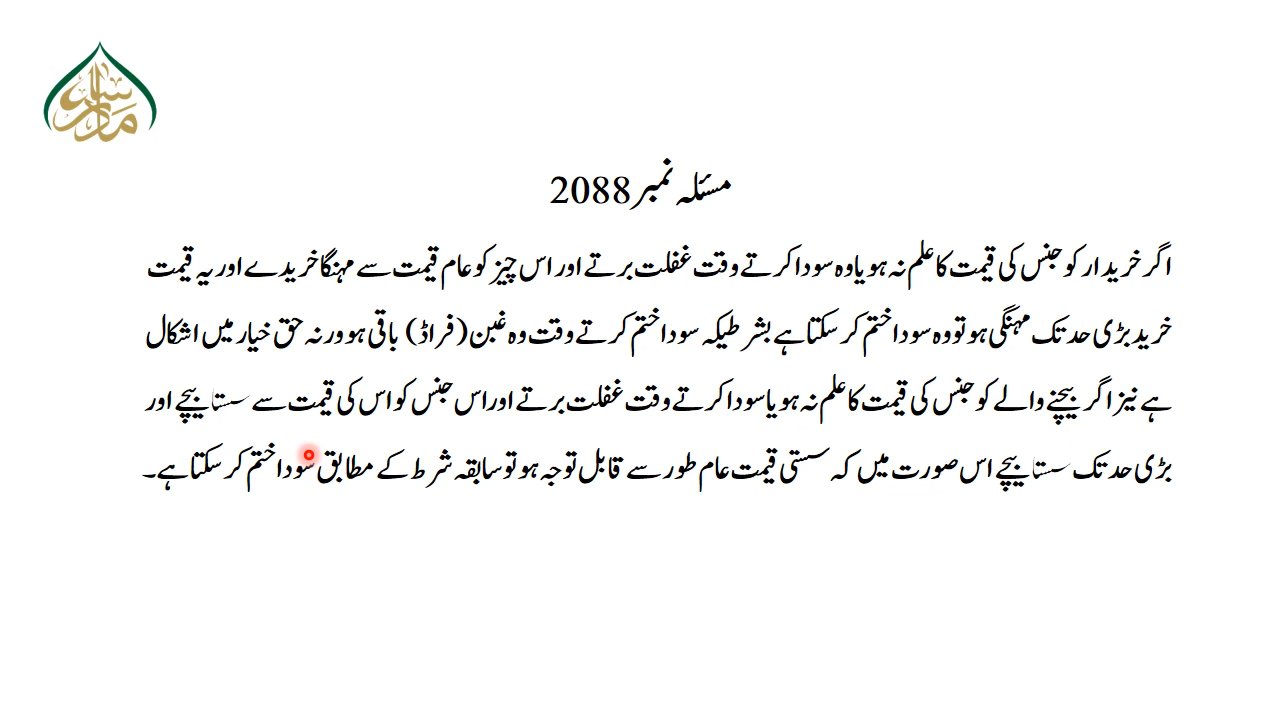 مسئلہ نمبر 2088
اگر خریدار کو جنس کی قیمت کا علم نہ ہو یا وہ سودا کرتے وقت غفلت برتے اور اس چیز کو عام قیمت سے مہنگا خریدے اور یہ قیمت
خرید بڑی حد تک مہنگی ہو تو وہ سودا ختم کر سکتا ہے بشرطیکہ سودا ختم کرتے وقت وہ غبن (فراڈ) باقی ہو ورنہ حق خیار میں اشکال
ہے نیز اگر بیچنے والے کو جنس کی قیمت کا علم نہ ہو یا سودا کرتے وقت غفلت برتے اور اس جنس کو اس کی قیمت سے سستا بیچے اور
بڑی حد تک سستا بیچے اس صورت میں کہ سستی قیمت عام طور سے قابل توجہ ہو تو سابقہ شرط کے مطابق سودا ختم کر سکتا ہے۔